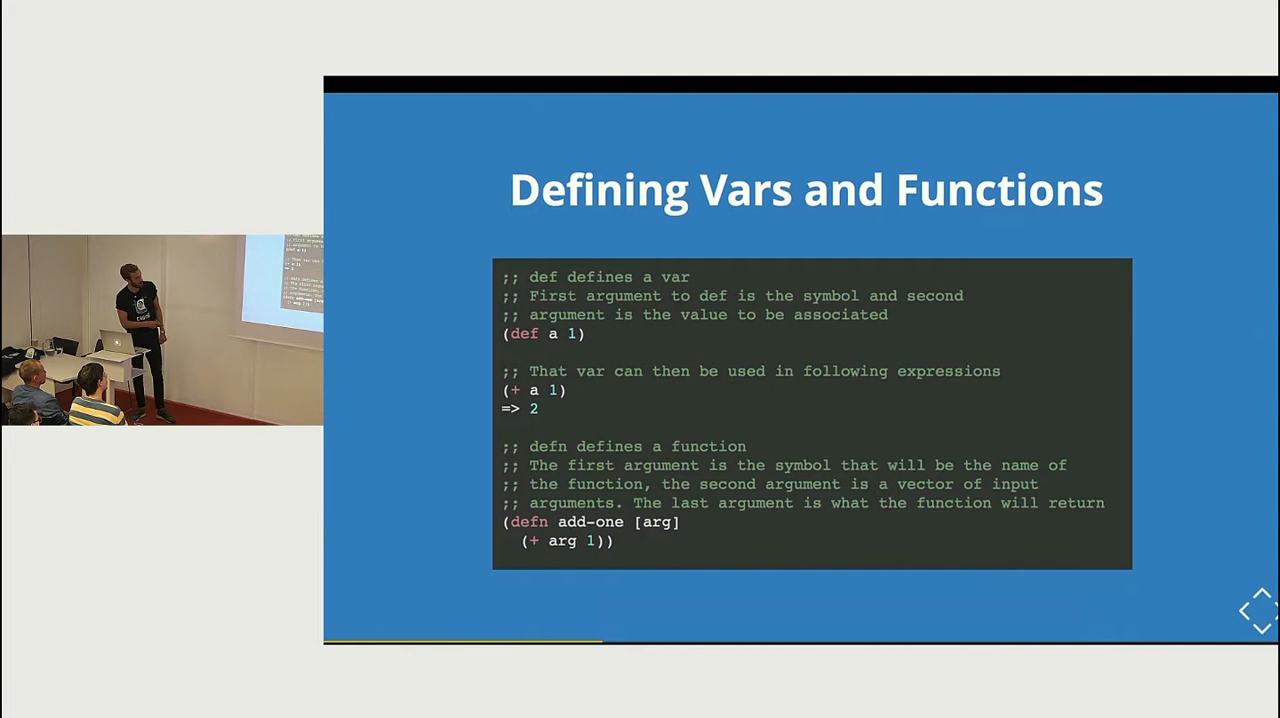 Defining Vars and Functions
;; def defines a var
;; First argument to def is the symbol and second
;; argument is the value to be associated
(def a 1)
;; That var can then be used in following expressions
(+ a 1)
=> 2
;; defn defines a function
;; The first argument is the symbol that will be the name of
;; the function, the second argument is a vector of input
;; arguments. The last argument is what the function will return
(defn add-one [arg]
(+ arg 1))